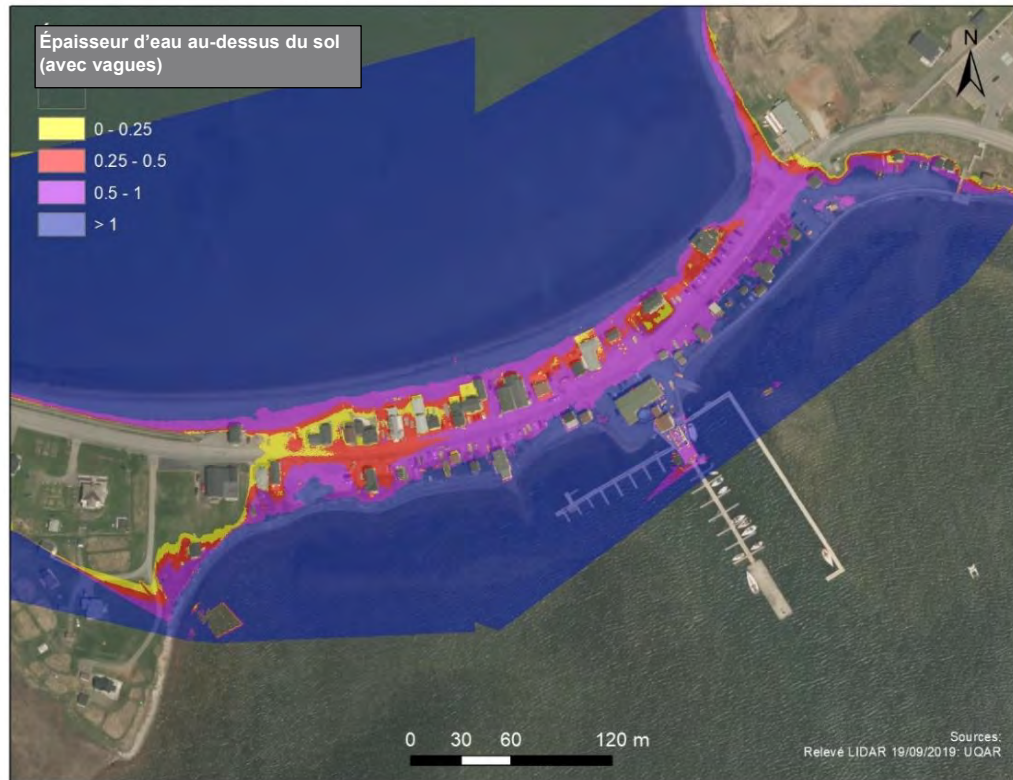 Épaisseur d'eau au-dessus du sol
(avec vagues)
0 - 0.25
0.25 - 0.5
0.5 - 1
> 1
N
0 30 60 120 m
Sources:
Relevé LIDAR 19/09/2019: UQAR